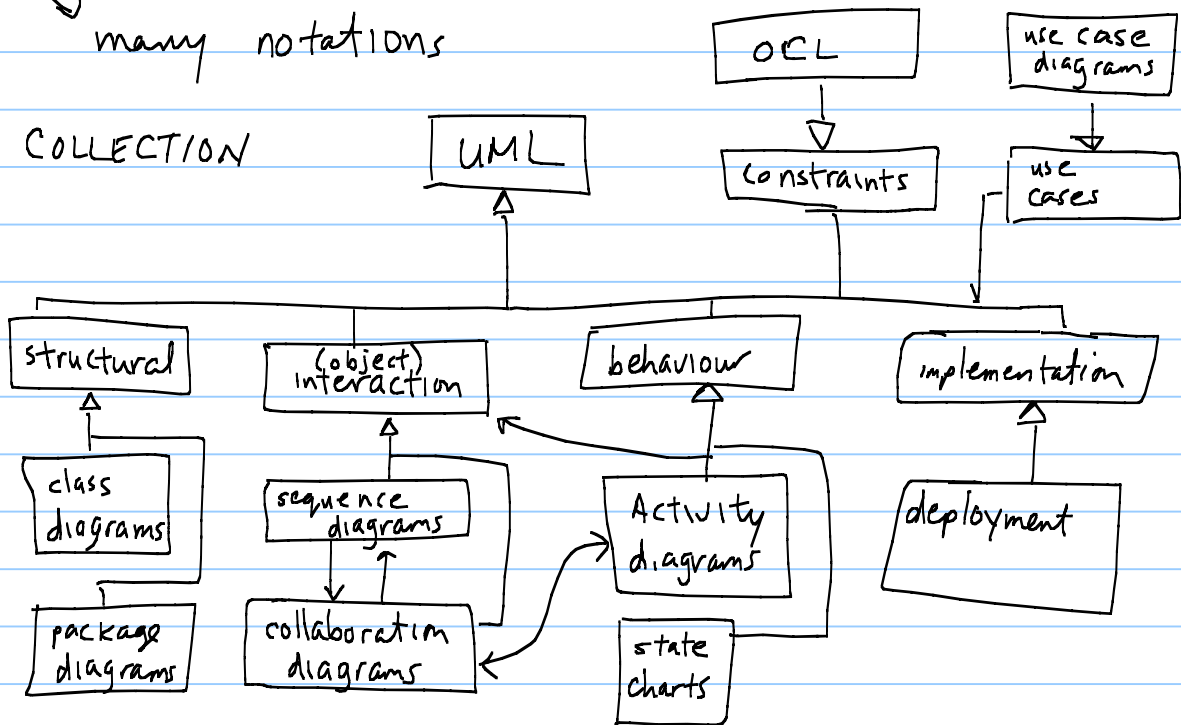 many notations
OCL
use case
diagrams
COLLECTION
UML
constraints
use
cases
structural
(object)
interaction
behaviour
implementation
class
diagrams
sequence
diagrams
Activity
diagrams
deployment
package
diagrams
collaboration
diagrams
state
charts